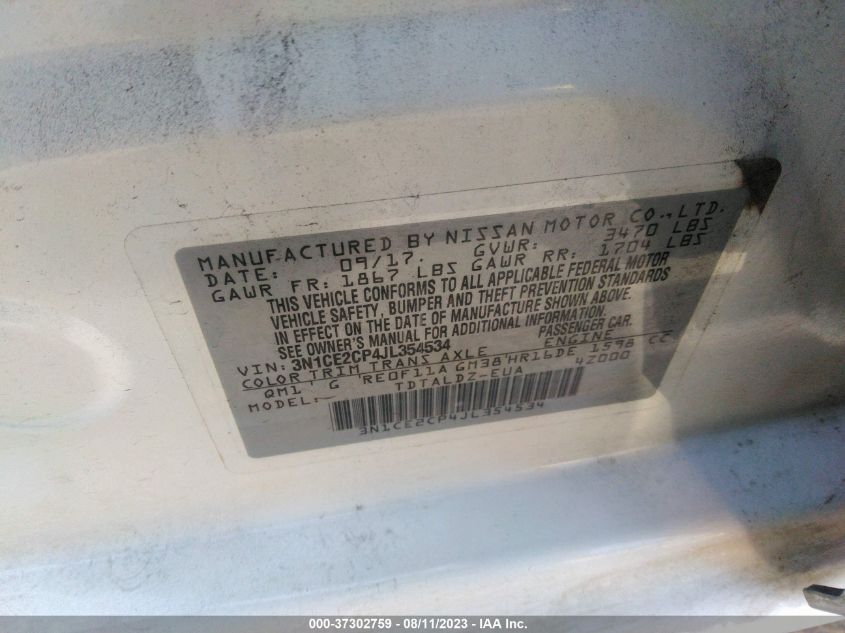 MANUFACTURED BY NISSAN MOTOR CO.,LTD.
DATE: 09/17. GVWR: 3470 LBS
GAWR FR: 1867 LBS GAWR RR: 1704 LBS
THIS VEHICLE CONFORMS TO ALL APPLICABLE FEDERAL MOTOR
VEHICLE SAFETY, BUMPER AND THEFT PREVENTION STANDARDS
IN EFFECT ON THE DATE OF MANUFACTURE SHOWN ABOVE.
SEE OWNER'S MANUAL FOR ADDITIONAL INFORMATION.
VIN: 3N1CE2CP4JL354534 PASSENGER CAR.
COLOR TRIM TRANS AXLE ENGINE
QM1 G RE0F11A GM38 HR16DE 1598 CC
MODEL: TDTALDZ-EUA 4Z000
3N1CE2CP4JL354534
000-37302759 - 08/11/2023 - IAA Inc.